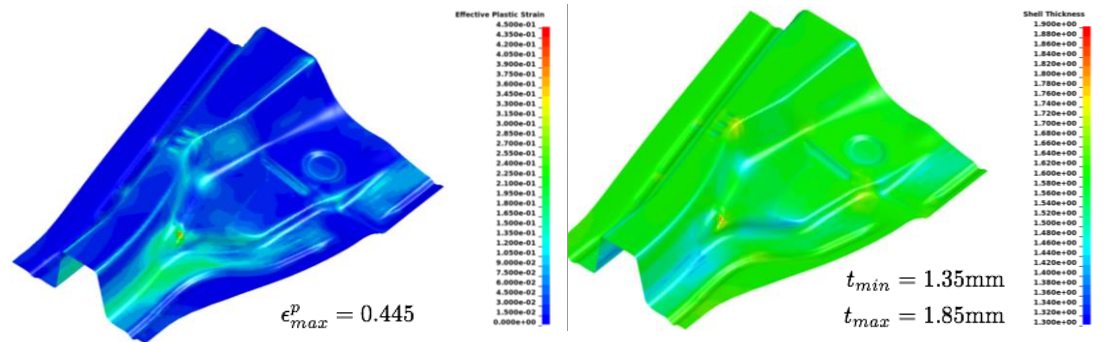 Effective Plastic Strain
4.500e-01
4.350e-01
4.200e-01
4.050e-01
3.900e-01
3.750e-01
3.600e-01
3.450e-01
3.300e-01
3.150e-01
3.000e-01
2.850e-01
2.700e-01
2.550e-01
2.400e-01
2.250e-01
2.100e-01
1.950e-01
1.800e-01
1.650e-01
1.500e-01
1.350e-01
1.200e-01
1.050e-01
9.000e-02
7.500e-02
6.000e-02
4.500e-02
3.000e-02
1.500e-02
0.000e+00
ϵᵖₘₐₓ = 0.445
Shell Thickness
1.900e+00
1.880e+00
1.860e+00
1.840e+00
1.820e+00
1.800e+00
1.780e+00
1.760e+00
1.740e+00
1.720e+00
1.700e+00
1.680e+00
1.660e+00
1.640e+00
1.620e+00
1.600e+00
1.580e+00
1.560e+00
1.540e+00
1.520e+00
1.500e+00
1.480e+00
1.460e+00
1.440e+00
1.420e+00
1.400e+00
1.380e+00
1.360e+00
1.340e+00
1.320e+00
1.300e+00
t_min = 1.35mm
t_max = 1.85mm